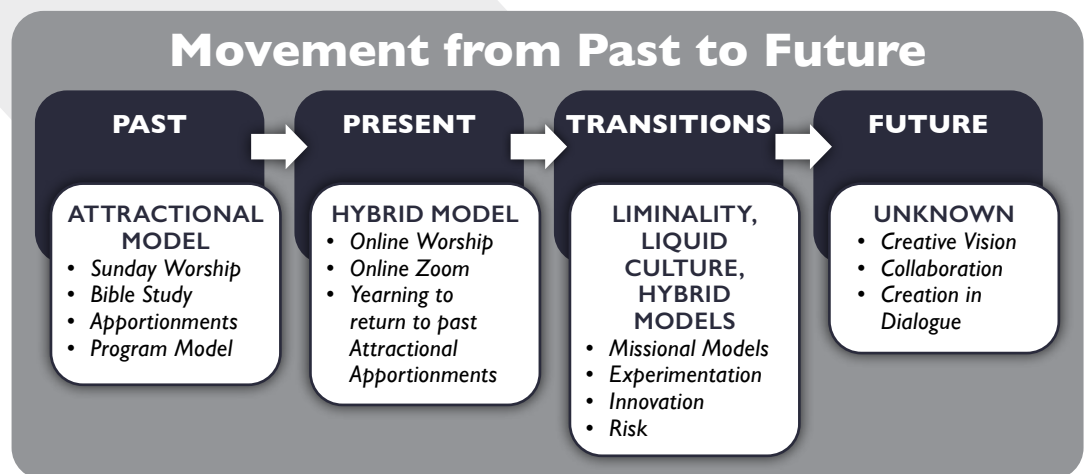 Movement from Past to Future
PAST
ATTRACTIONAL
MODEL
• Sunday Worship
• Bible Study
• Apportionments
• Program Model
PRESENT
HYBRID MODEL
• Online Worship
• Online Zoom
• Yearning to
return to past
Attractional
Apportionments
TRANSITIONS
LIMINALITY,
LIQUID
CULTURE,
HYBRID
MODELS
• Missional Models
• Experimentation
• Innovation
• Risk
FUTURE
UNKNOWN
• Creative Vision
• Collaboration
• Creation in
Dialogue